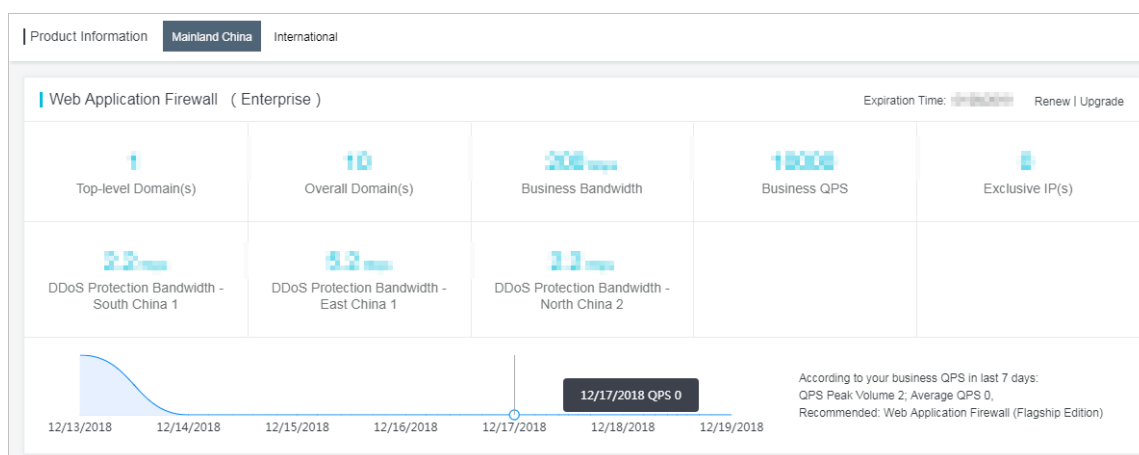 Product Information Mainland China International
Web Application Firewall ( Enterprise ) Expiration Time: Renew | Upgrade
Top-level Domain(s) Overall Domain(s) Business Bandwidth Business QPS Exclusive IP(s)
DDoS Protection Bandwidth -
South China 1
DDoS Protection Bandwidth -
East China 1
DDoS Protection Bandwidth -
North China 2
According to your business QPS in last 7 days:
QPS Peak Volume 2; Average QPS 0,
Recommended: Web Application Firewall (Flagship Edition)
12/17/2018 QPS 0
12/13/2018 12/14/2018 12/15/2018 12/16/2018 12/17/2018 12/18/2018 12/19/2018